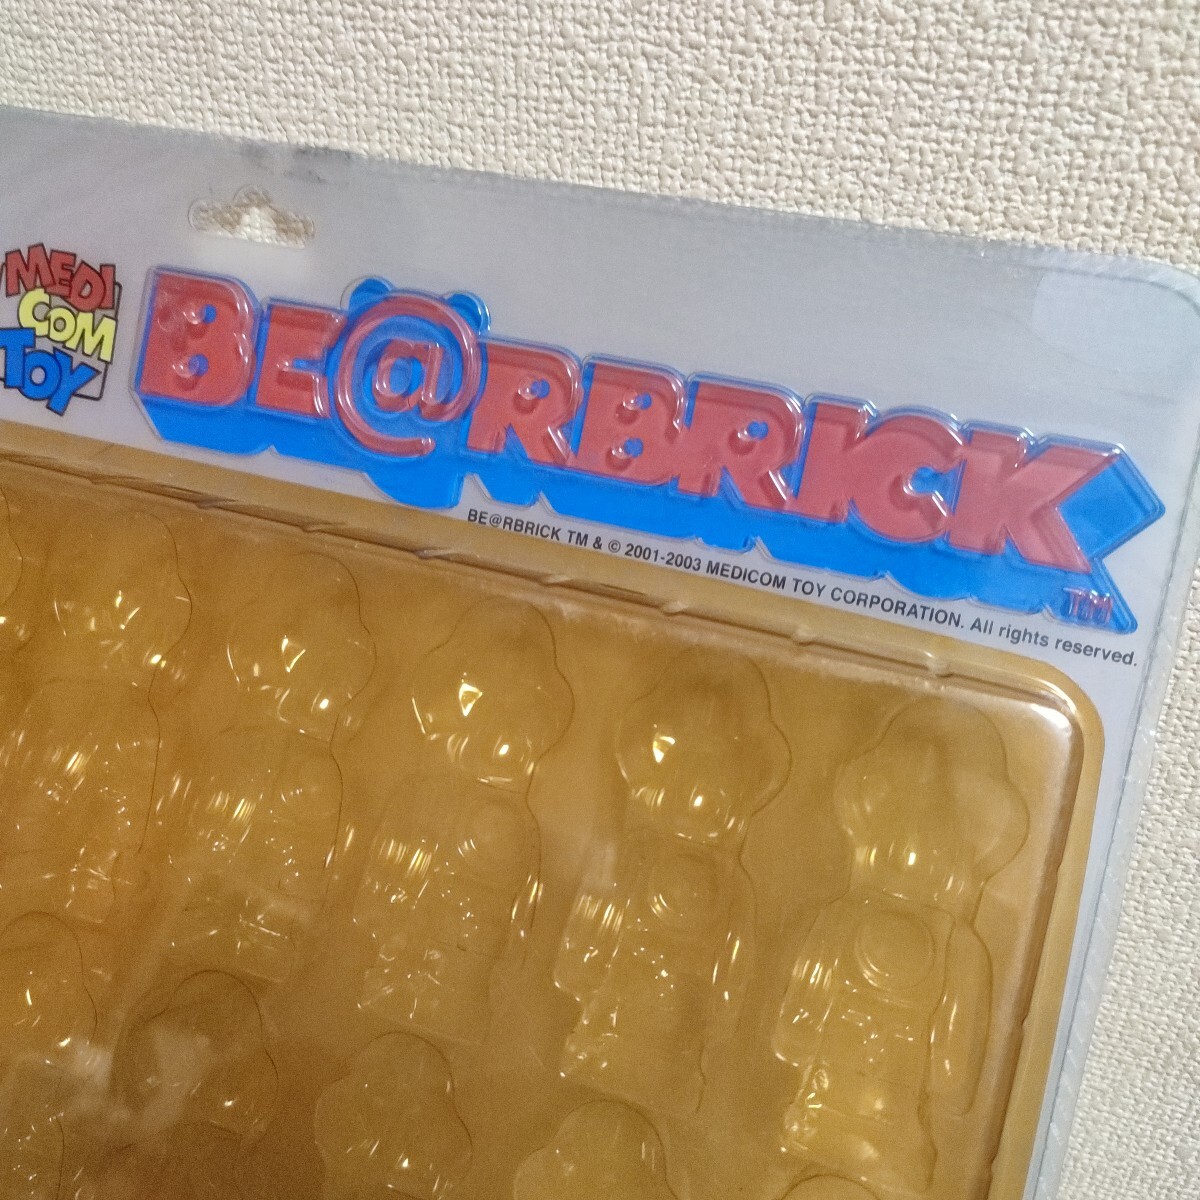 MEDI
COM
TOY
BE@RBRICK
TM
BE@RBRICK TM & © 2001-2003 MEDICOM TOY CORPORATION. All rights reserved.